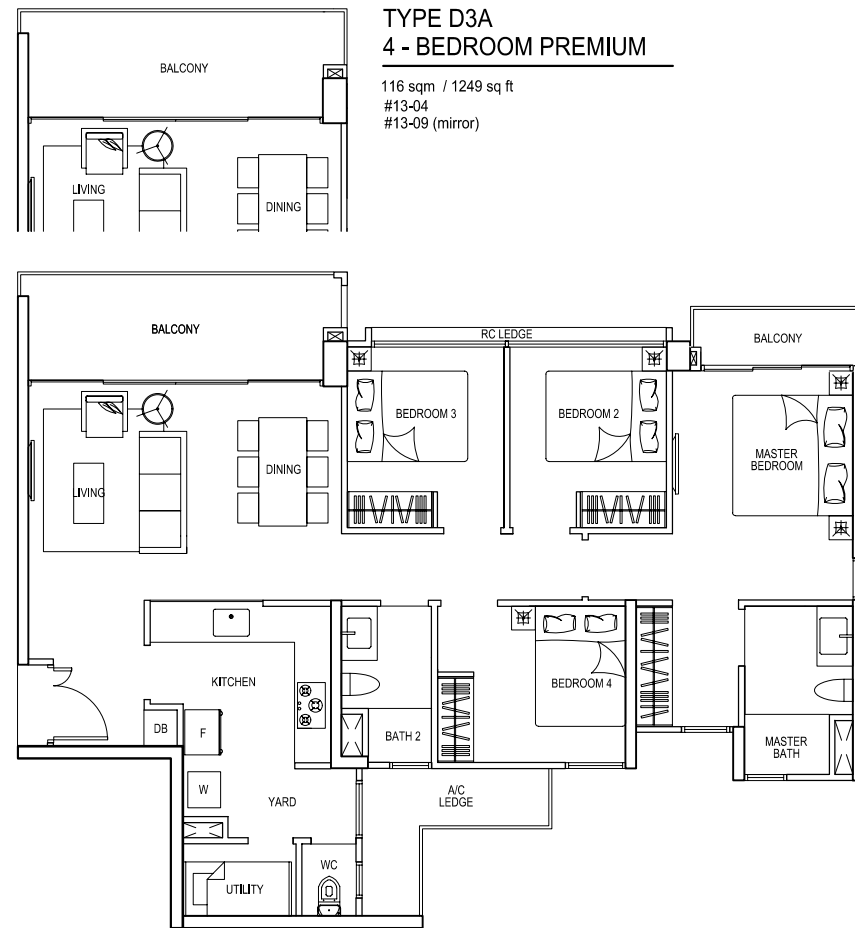 TYPE D3A
4 - BEDROOM PREMIUM
116 sqm / 1249 sq ft
#13-04
#13-09 (mirror)
BALCONY
LIVING
DINING
BALCONY
RC LEDGE
BALCONY
BEDROOM 3
BEDROOM 2
MASTER
BEDROOM
DINING
LIVING
KITCHEN
BEDROOM 4
DB
F
BATH 2
MASTER
BATH
W
YARD
A/C
LEDGE
UTILITY
WC